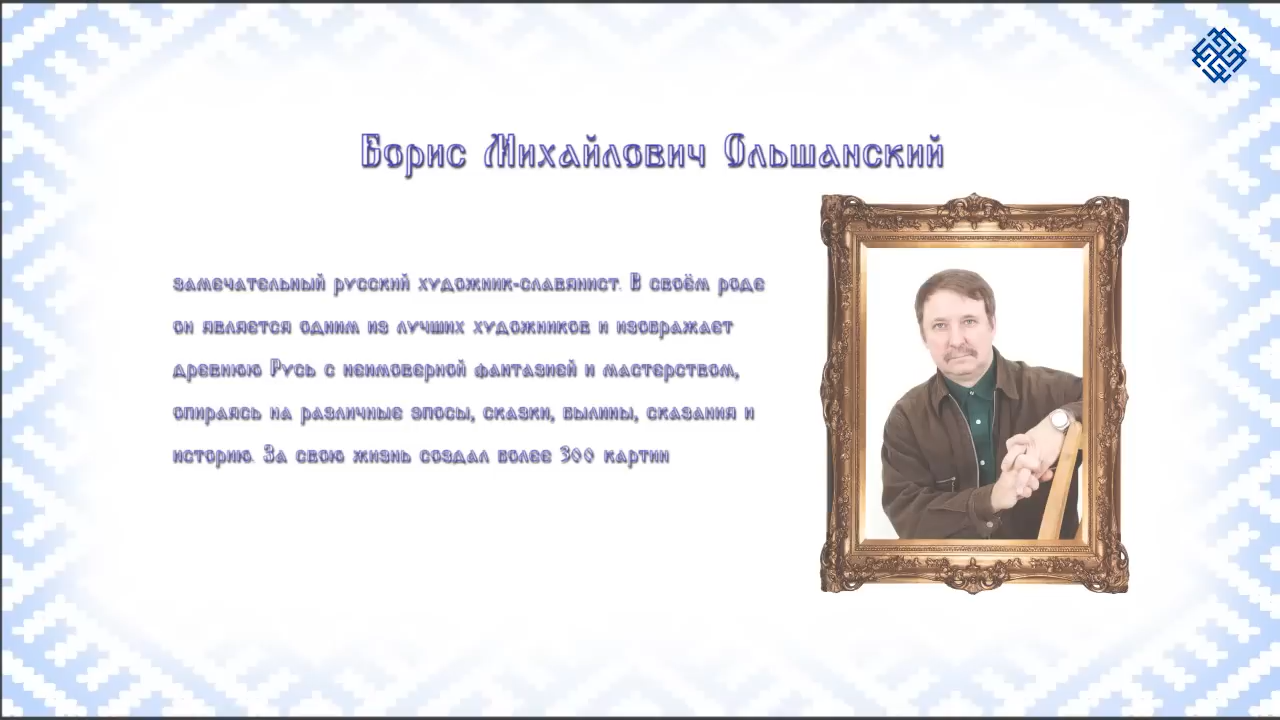 Борис Михайлович Ольшанский
замечательный русский художник-славянист. В своём роде
он является одним из лучших художников и изображает
древнюю Русь с неимоверной фантазией и мастерством,
опираясь на различные эпосы, сказки, былины, сказания и
историю. За свою жизнь создал более 300 картин